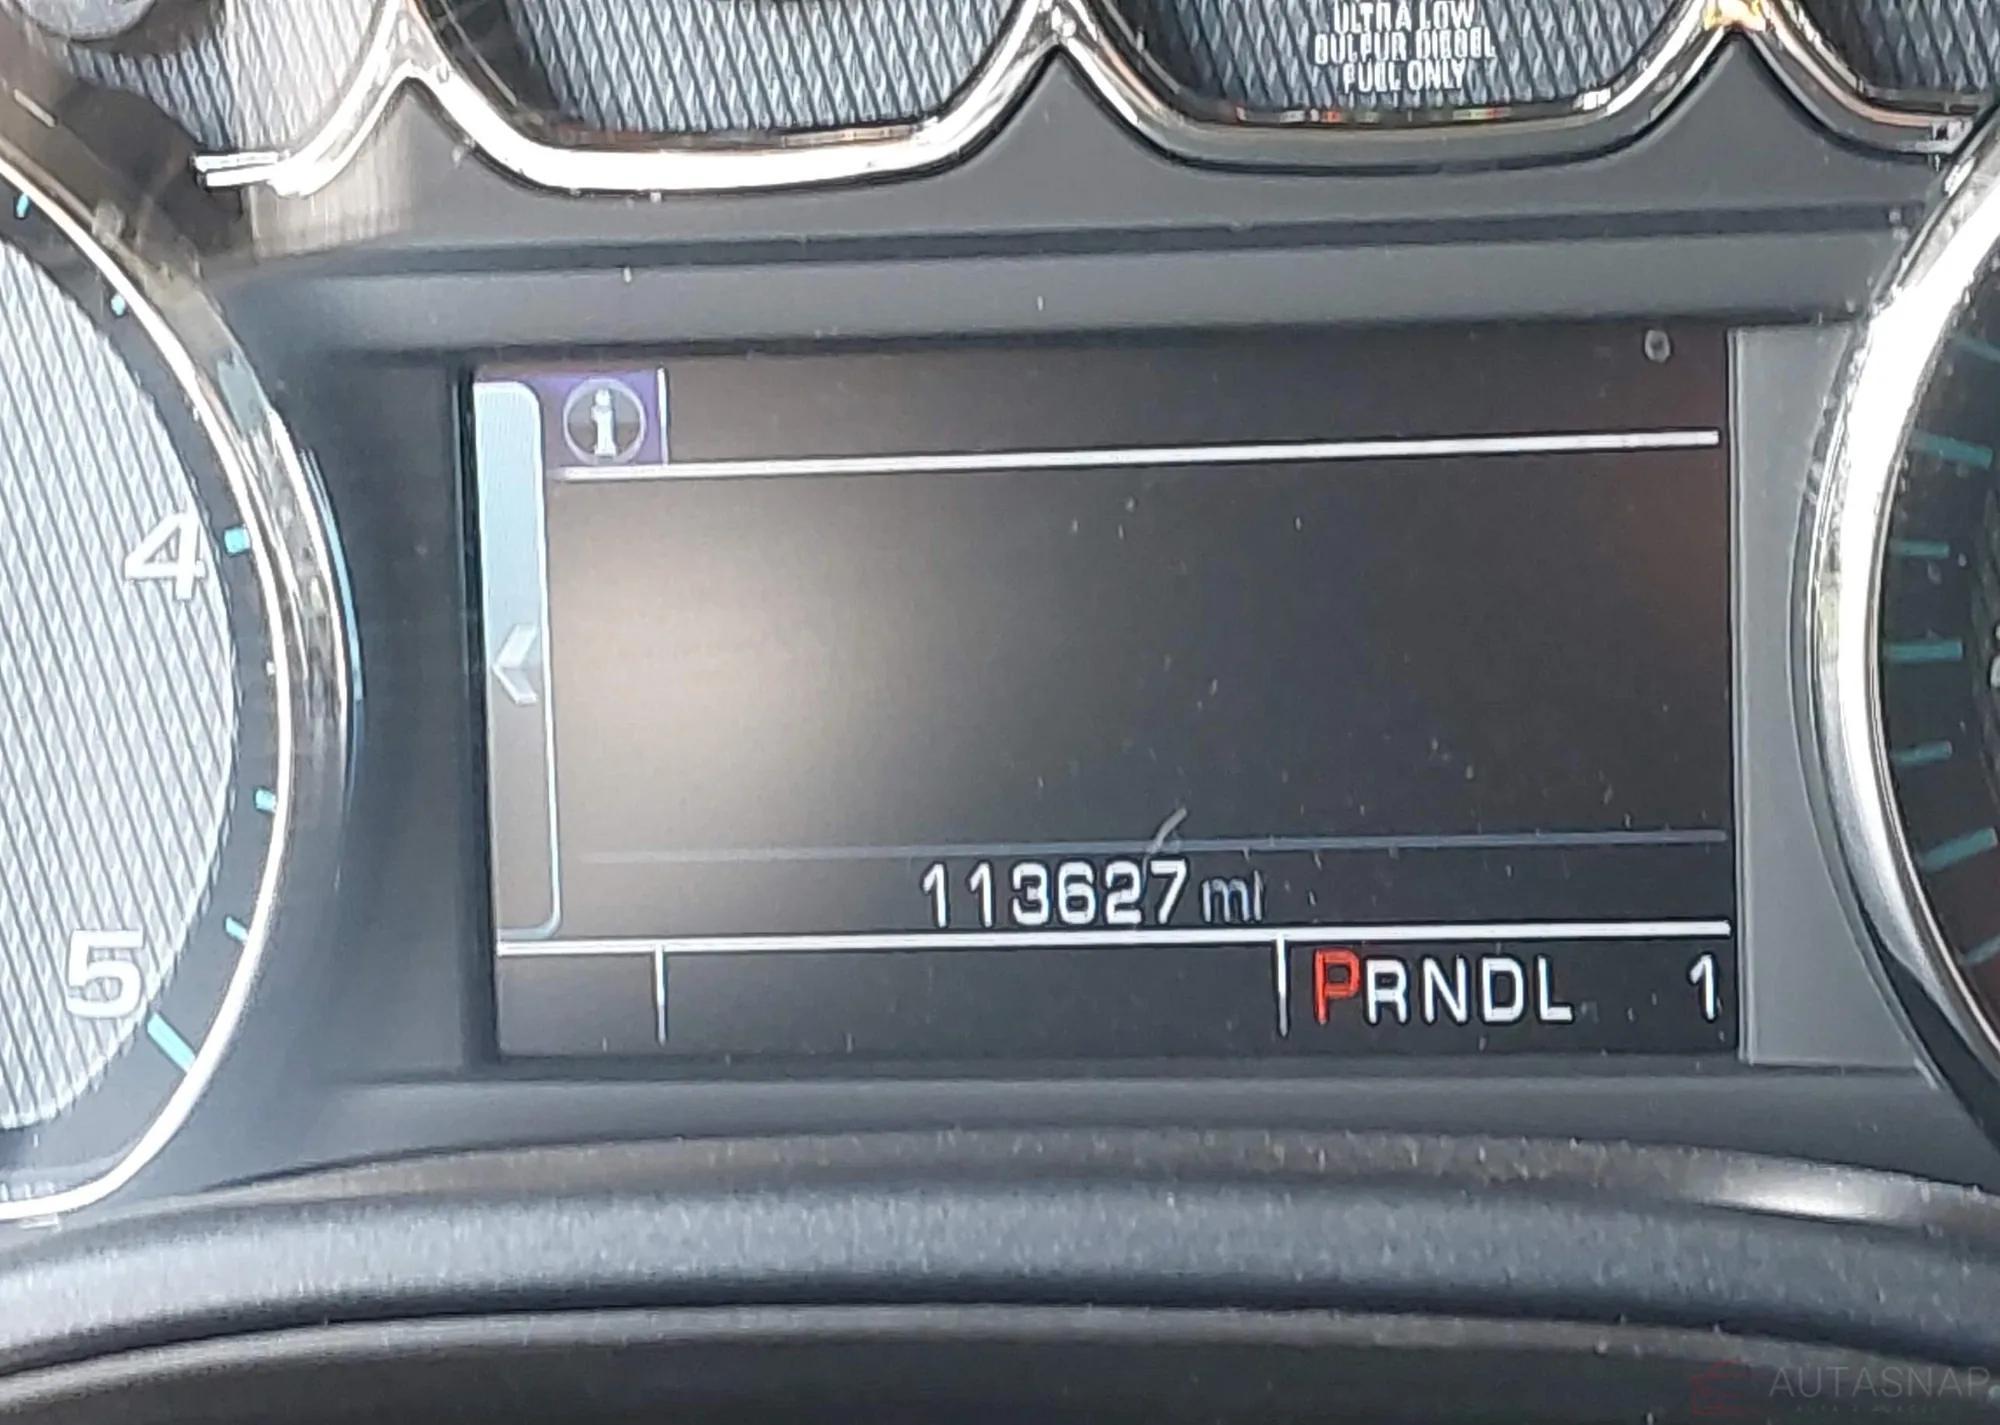 ULTRA LOW
SULFUR DIESEL
FUEL ONLY
4
5
113627 mi
PRNDL 1
AUTASNAP